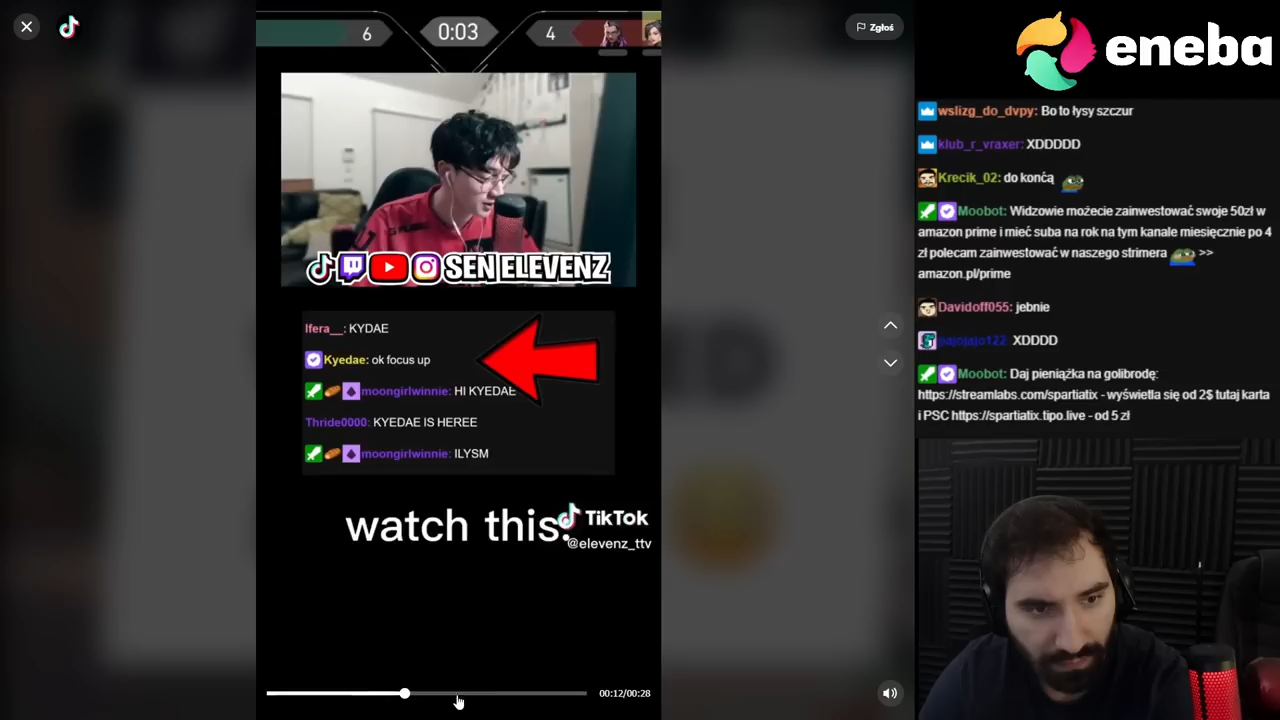 6
0:03
4
Zgłoś
SEN ELEVENZ
lfera__: KYDAE
Kyedae: ok focus up
moongirlwinnie: HI KYEDAE
Thride0000: KYEDAE IS HEREE
moongirlwinnie: ILYSM
watch this.
TikTok
@elevenz_ttv
00:12/00:28
eneba
wslizg_do_dvpy: Bo to łysy szczur
klub_r_vraxer: XDDDDD
Krecik_02: do końcą
Moobot: Widzowie możecie zainwestować swoje 50zł w
amazon prime i mieć suba na rok na tym kanale miesięcznie po 4
zł polecam zainwestować w naszego strimera >>
amazon.pl/prime
Davidoff055: jebnie
pajojajo122: XDDDD
Moobot: Daj pieniążka na golibrodę:
https://streamlabs.com/spartiatix - wyświetla się od 2$ tutaj karta
i PSC https://spartiatix.tipo.live - od 5 zł